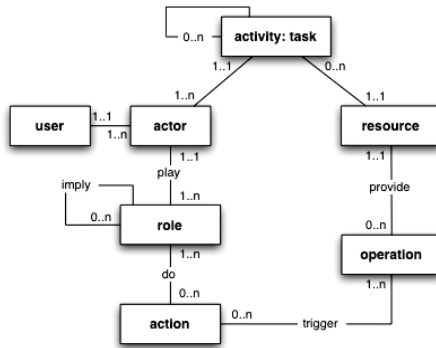 activity: task
0..n
1..1
0..n
1..n
1..1
user
1..1
1..n
actor
resource
1..1
1..1
play
imply
provide
1..n
0..n
role
0..n
1..n
operation
do
1..n
0..n
0..n
action
trigger